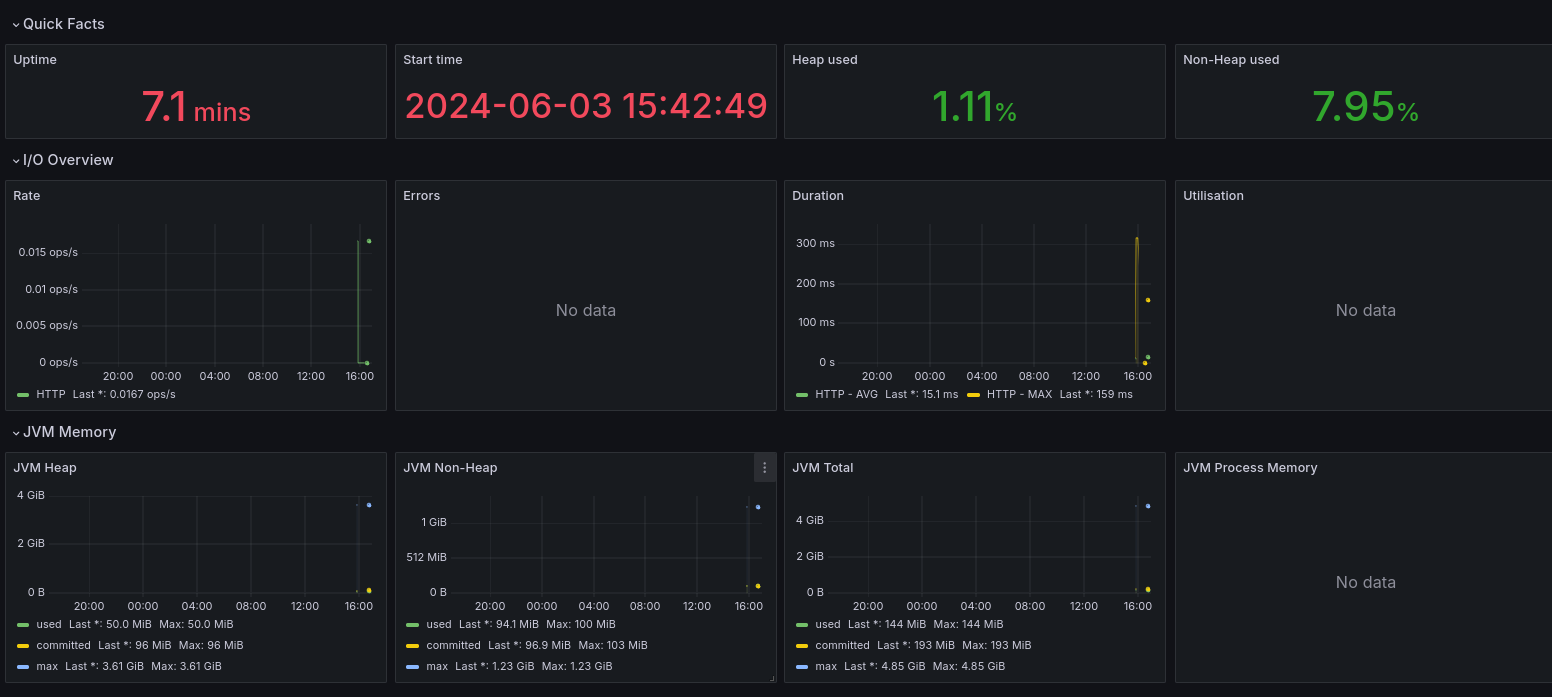 Quick Facts
Uptime
7.1 mins
Start time
2024-06-03 15:42:49
Heap used
1.11%
Non-Heap used
7.95%
I/O Overview
Rate
0.015 ops/s
0.01 ops/s
0.005 ops/s
0 ops/s
20:00 00:00 04:00 08:00 12:00 16:00
HTTP Last *: 0.0167 ops/s
Errors
No data
Duration
300 ms
200 ms
100 ms
0 s
20:00 00:00 04:00 08:00 12:00 16:00
HTTP - AVG Last *: 15.1 ms HTTP - MAX Last *: 159 ms
Utilisation
No data
JVM Memory
JVM Heap
4 GiB
2 GiB
0 B
20:00 00:00 04:00 08:00 12:00 16:00
used Last *: 50.0 MiB Max: 50.0 MiB
committed Last *: 96 MiB Max: 96 MiB
max Last *: 3.61 GiB Max: 3.61 GiB
JVM Non-Heap
1 GiB
512 MiB
0 B
20:00 00:00 04:00 08:00 12:00 16:00
used Last *: 94.1 MiB Max: 100 MiB
committed Last *: 96.9 MiB Max: 103 MiB
max Last *: 1.23 GiB Max: 1.23 GiB
JVM Total
4 GiB
2 GiB
0 B
20:00 00:00 04:00 08:00 12:00 16:00
used Last *: 144 MiB Max: 144 MiB
committed Last *: 193 MiB Max: 193 MiB
max Last *: 4.85 GiB Max: 4.85 GiB
JVM Process Memory
No data